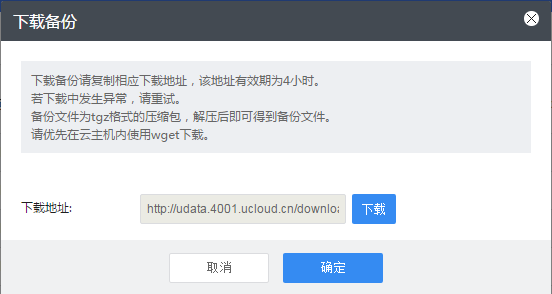 下载备份
下载备份请复制相应下载地址，该地址有效期为4小时。
若下载中发生异常，请重试。
备份文件为tgz格式的压缩包，解压后即可得到备份文件。
请优先在云主机内使用wget下载。
下载地址: http://udata.4001.ucloud.cn/downloa 下载
取消 确定